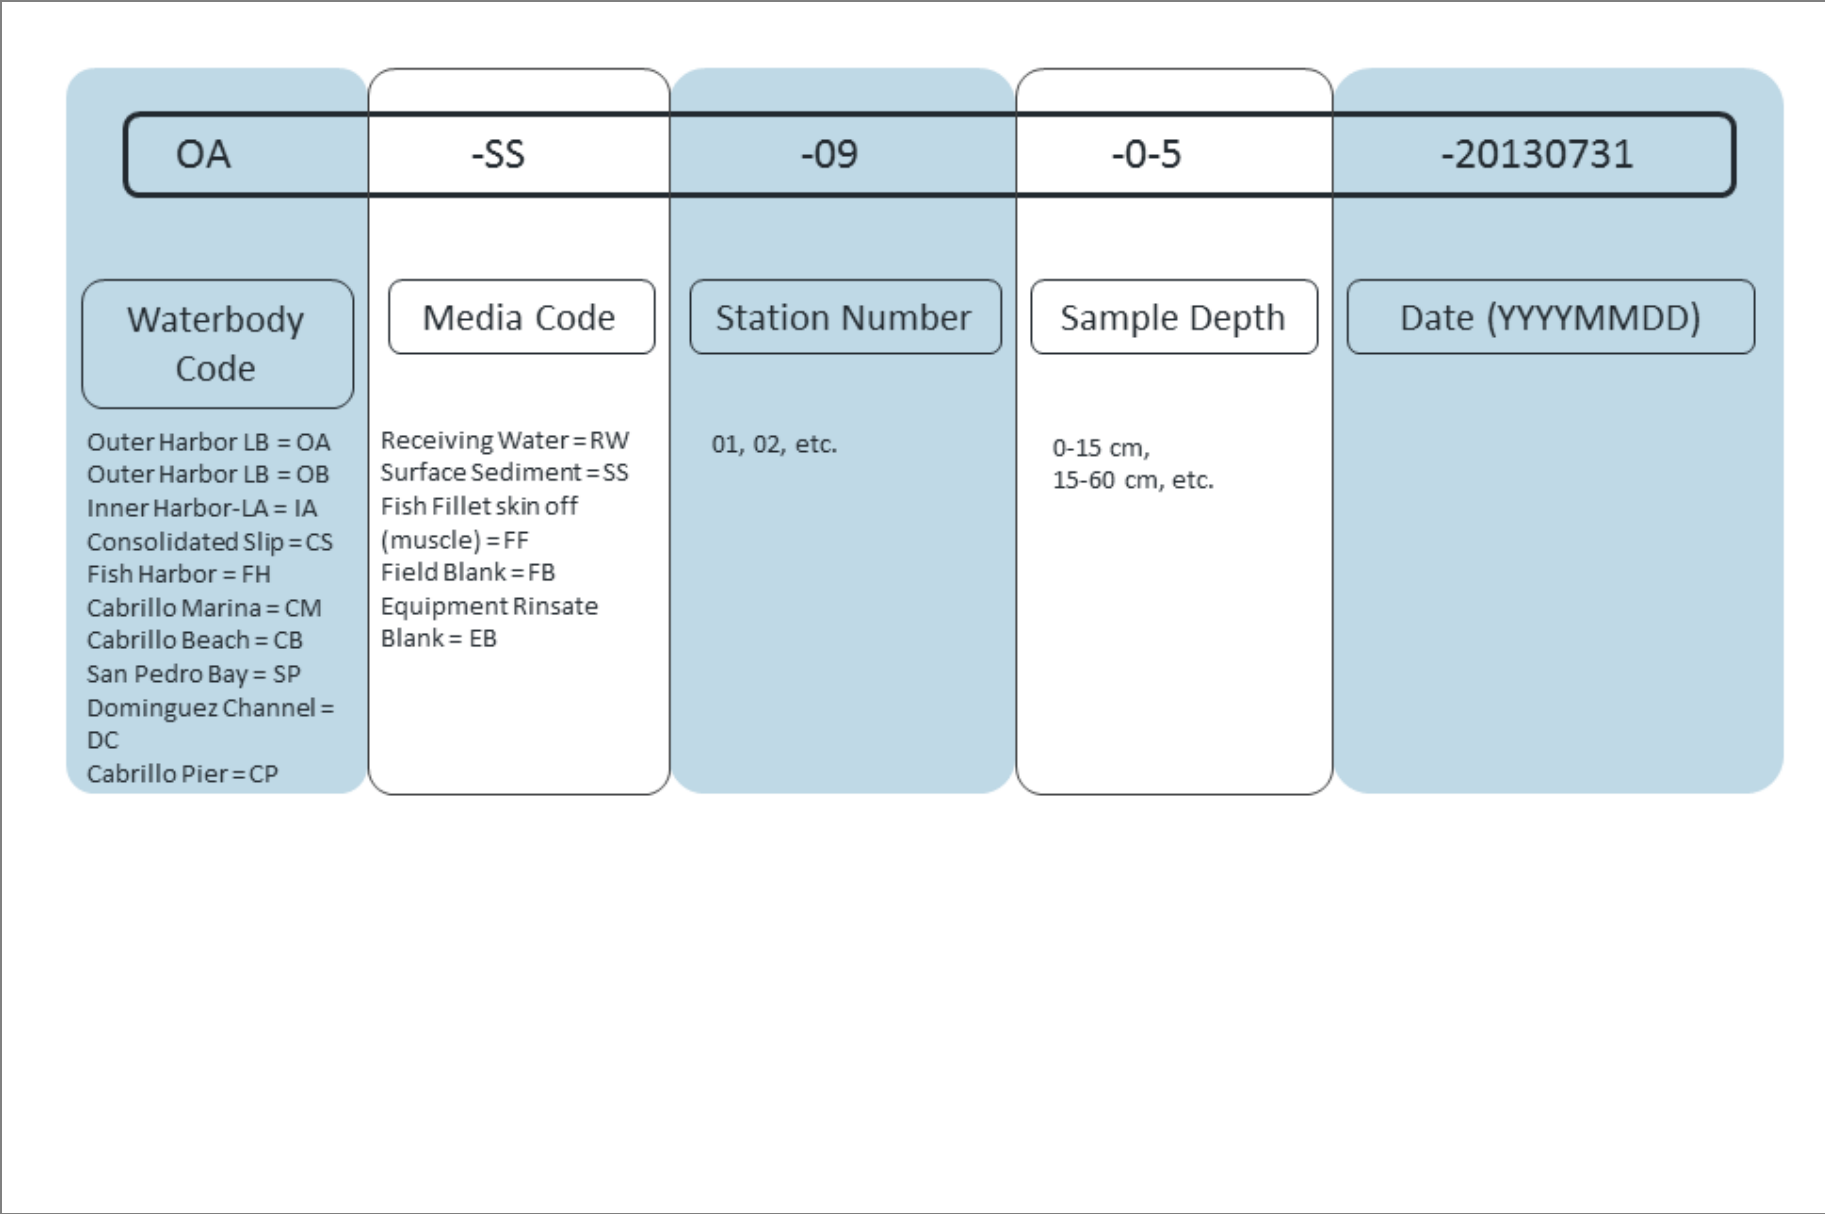 OA -SS -09 -0-5 -20130731
Waterbody
Code
Media Code
Station Number
Sample Depth
Date (YYYYMMDD)
Outer Harbor LB = OA
Outer Harbor LB = OB
Inner Harbor-LA = IA
Consolidated Slip = CS
Fish Harbor = FH
Cabrillo Marina = CM
Cabrillo Beach = CB
San Pedro Bay = SP
Dominguez Channel =
DC
Cabrillo Pier = CP
Receiving Water = RW
Surface Sediment = SS
Fish Fillet skin off
(muscle) = FF
Field Blank = FB
Equipment Rinsate
Blank = EB
01, 02, etc.
0-15 cm,
15-60 cm, etc.